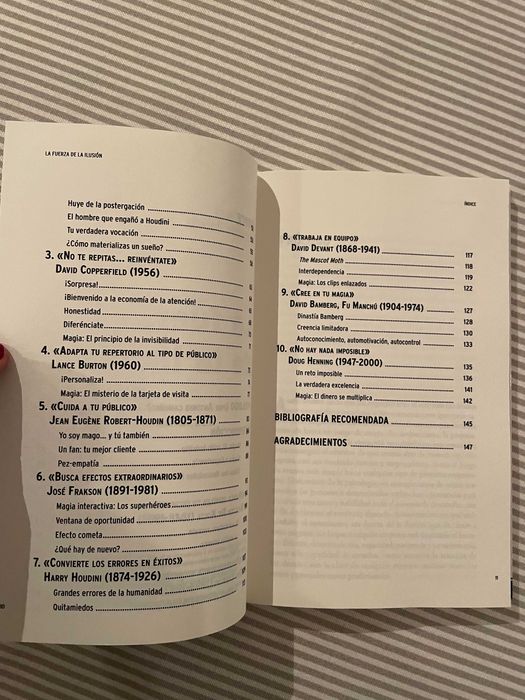 LA FUERZA DE LA ILUSIÓN
Huye de la postergación
El hombre que engañó a Houdini
Tu verdadera vocación
¿Cómo materializas un sueño?
3. «No te repitas... reinvéntate»
David Copperfield (1956)
¡Sorpresa!
¡Bienvenido a la economía de la atención!
Honestidad
Diferénciate
Magia: El principio de la invisibilidad
4. «Adapta tu repertorio al tipo de público»
Lance Burton (1960)
¡Personaliza!
Magia: El misterio de la tarjeta de visita
5. «Cuida a tu público»
Jean Eugène Robert-Houdin (1805-1871)
Yo soy mago... y tú también
Un fan: tu mejor cliente
Pez-empatía
6. «Busca efectos extraordinarios»
José Frakson (1891-1981)
Magia interactiva: Los superhéroes
Ventana de oportunidad
Efecto cometa
¿Qué hay de nuevo?
7. «Convierte los errores en éxitos»
Harry Houdini (1874-1926)
Grandes errores de la humanidad
Quitamiedos
ÍNDICE
8. «Trabaja en equipo»
David Devant (1868-1941) 117
The Mascot Moth 118
Interdependencia 119
Magia: Los clips enlazados 122
9. «Cree en tu magia»
David Bamberg, Fu Manchú (1904-1974) 127
Dinastía Bamberg 128
Creencia limitadora 130
Autoconocimiento, automotivación, autocontrol 133
10. «No hay nada imposible»
Doug Henning (1947-2000) 135
Un reto imposible 136
La verdadera excelencia 141
Magia: El dinero se multiplica 142
BIBLIOGRAFÍA RECOMENDADA 145
AGRADECIMIENTOS 147
11